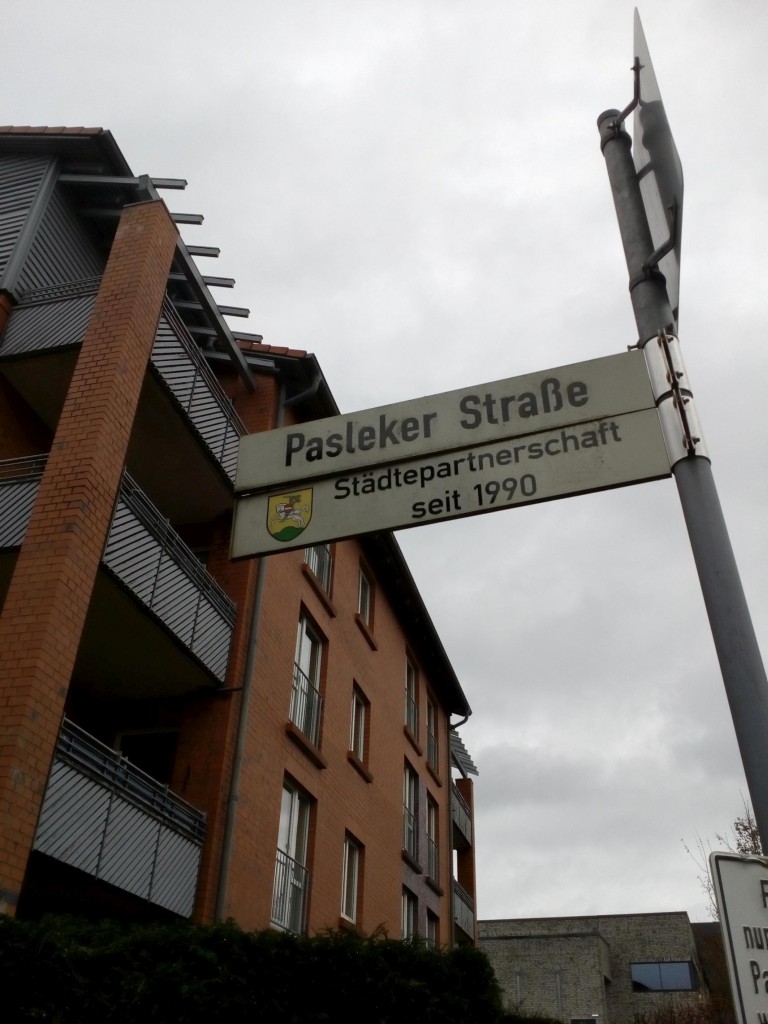 Pasleker Straße
Städtepartnerschaft
seit 1990